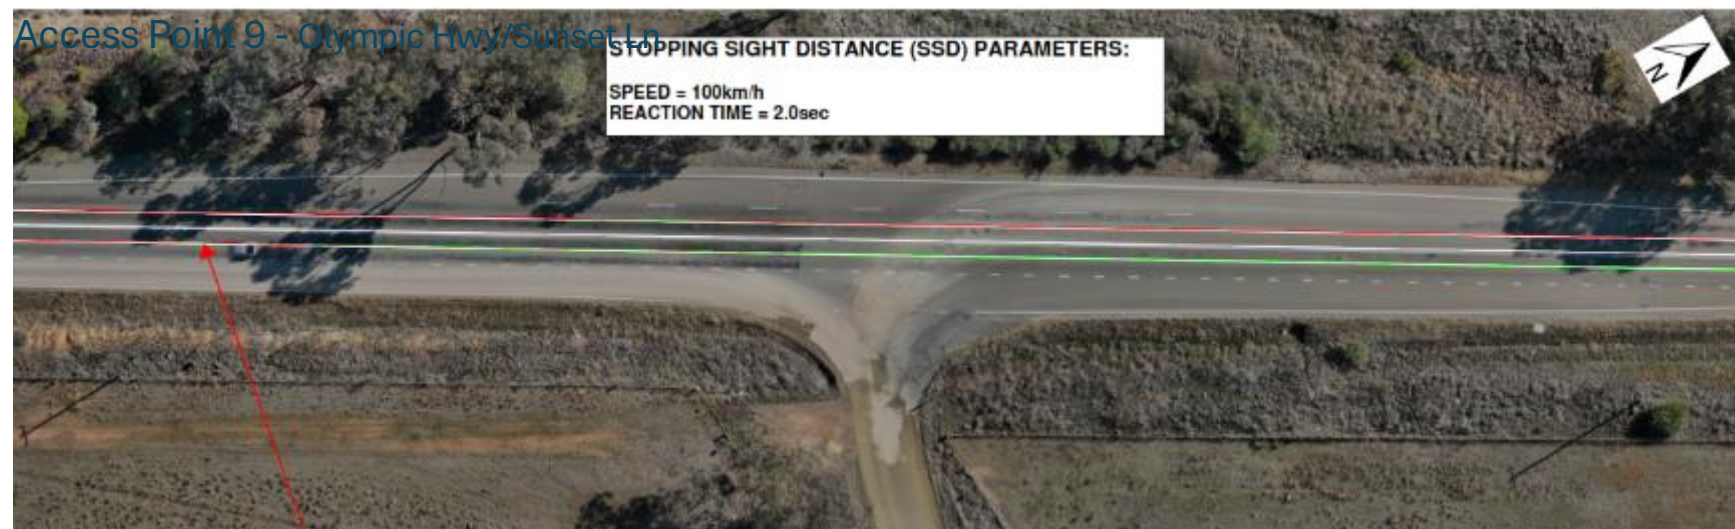 Access Point 9 - Olympic Hwy/Sunset Ln
STOPPING SIGHT DISTANCE (SSD) PARAMETERS:
SPEED = 100km/h
REACTION TIME = 2.0sec
N